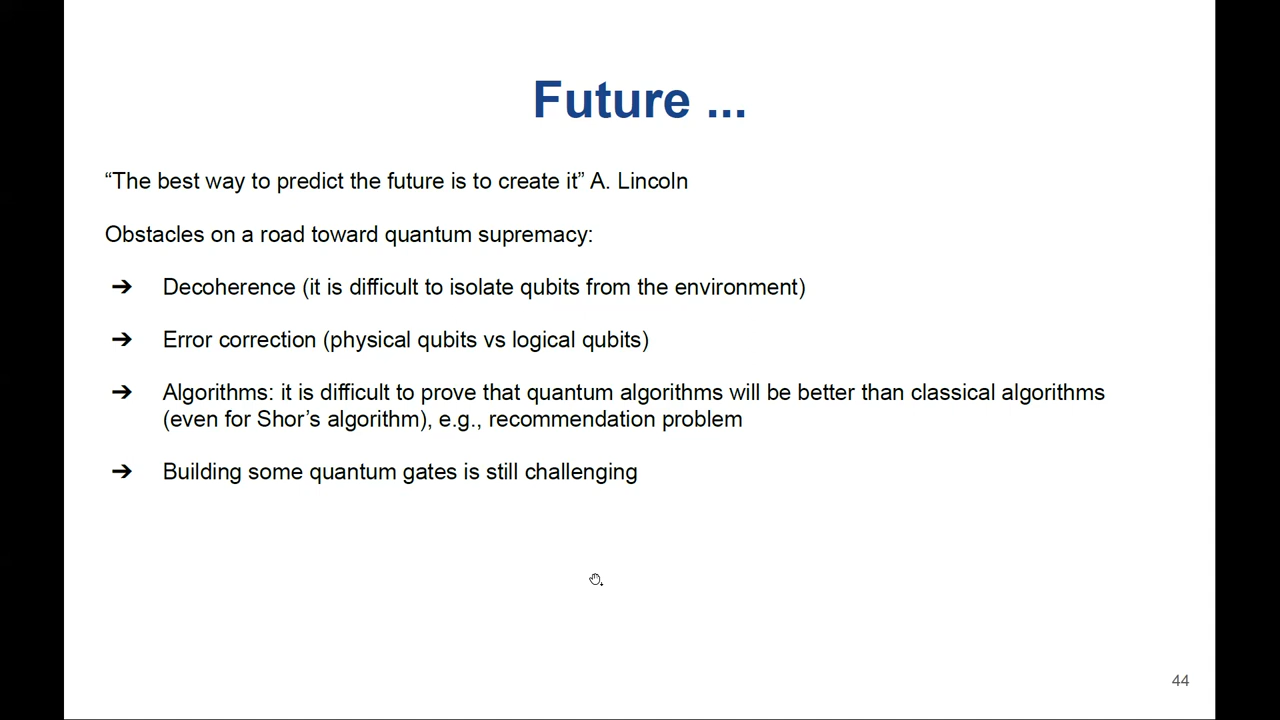 Future ...
“The best way to predict the future is to create it” A. Lincoln
Obstacles on a road toward quantum supremacy:
➔ Decoherence (it is difficult to isolate qubits from the environment)
➔ Error correction (physical qubits vs logical qubits)
➔ Algorithms: it is difficult to prove that quantum algorithms will be better than classical algorithms
(even for Shor’s algorithm), e.g., recommendation problem
➔ Building some quantum gates is still challenging
44